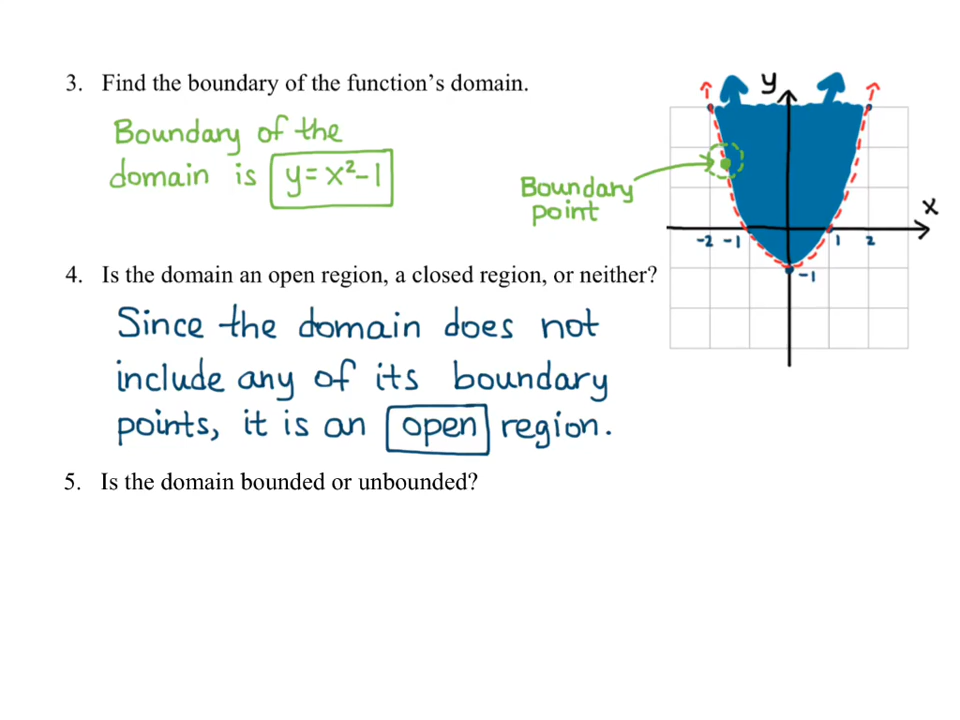 3. Find the boundary of the function's domain.
Boundary of the
domain is y = x² - 1
Boundary
point
y
x
-2 -1 1 2
-1
4. Is the domain an open region, a closed region, or neither?
Since the domain does not
include any of its boundary
points, it is an open region.
5. Is the domain bounded or unbounded?